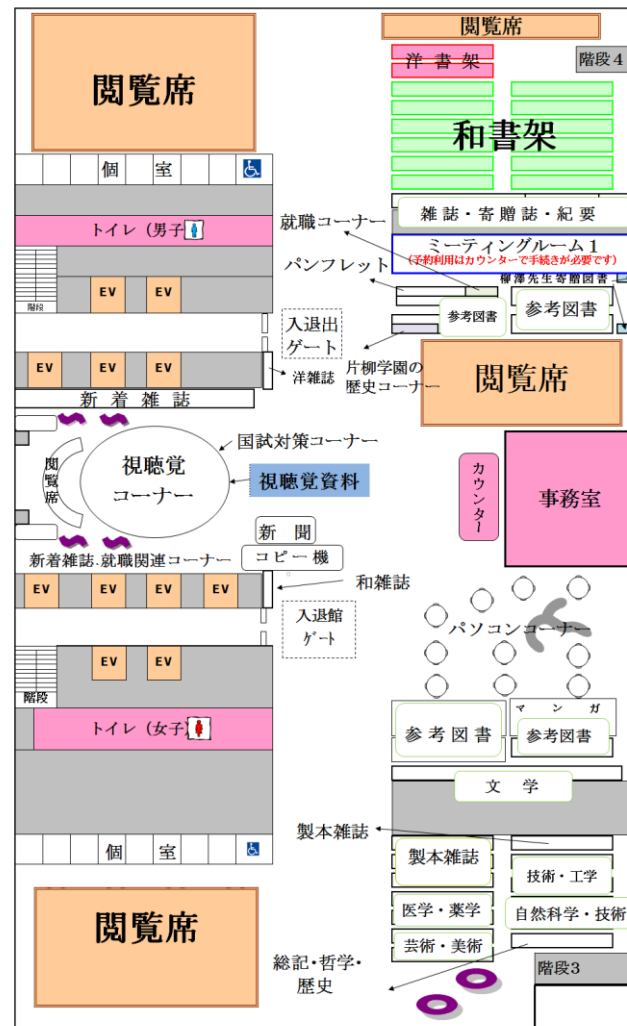 閲覧席
閲覧席
洋書架
階段4
和書架
個室
雑誌・寄贈誌・紀要
就職コーナー
トイレ (男子)
ミーティングルーム1
(予約利用はカウンターで手続きが必要です)
パンフレット
柳澤先生寄贈図書
階段
EV
EV
参考図書
参考図書
入退出
ゲート
EV
EV
EV
洋雑誌
片柳学園の
歴史コーナー
閲覧席
新着雑誌
国試対策コーナー
閲覧席
視聴覚
コーナー
視聴覚資料
カウンター
事務室
新聞
新着雑誌.就職関連コーナー
コピー機
EV
EV
EV
EV
和雑誌
入退館
ゲート
パソコンコーナー
EV
EV
階段
マンガ
トイレ (女子)
参考図書
参考図書
文学
製本雑誌
個室
製本雑誌
技術・工学
閲覧席
医学・薬学
自然科学・技術
芸術・美術
総記・哲学・
歴史
階段3